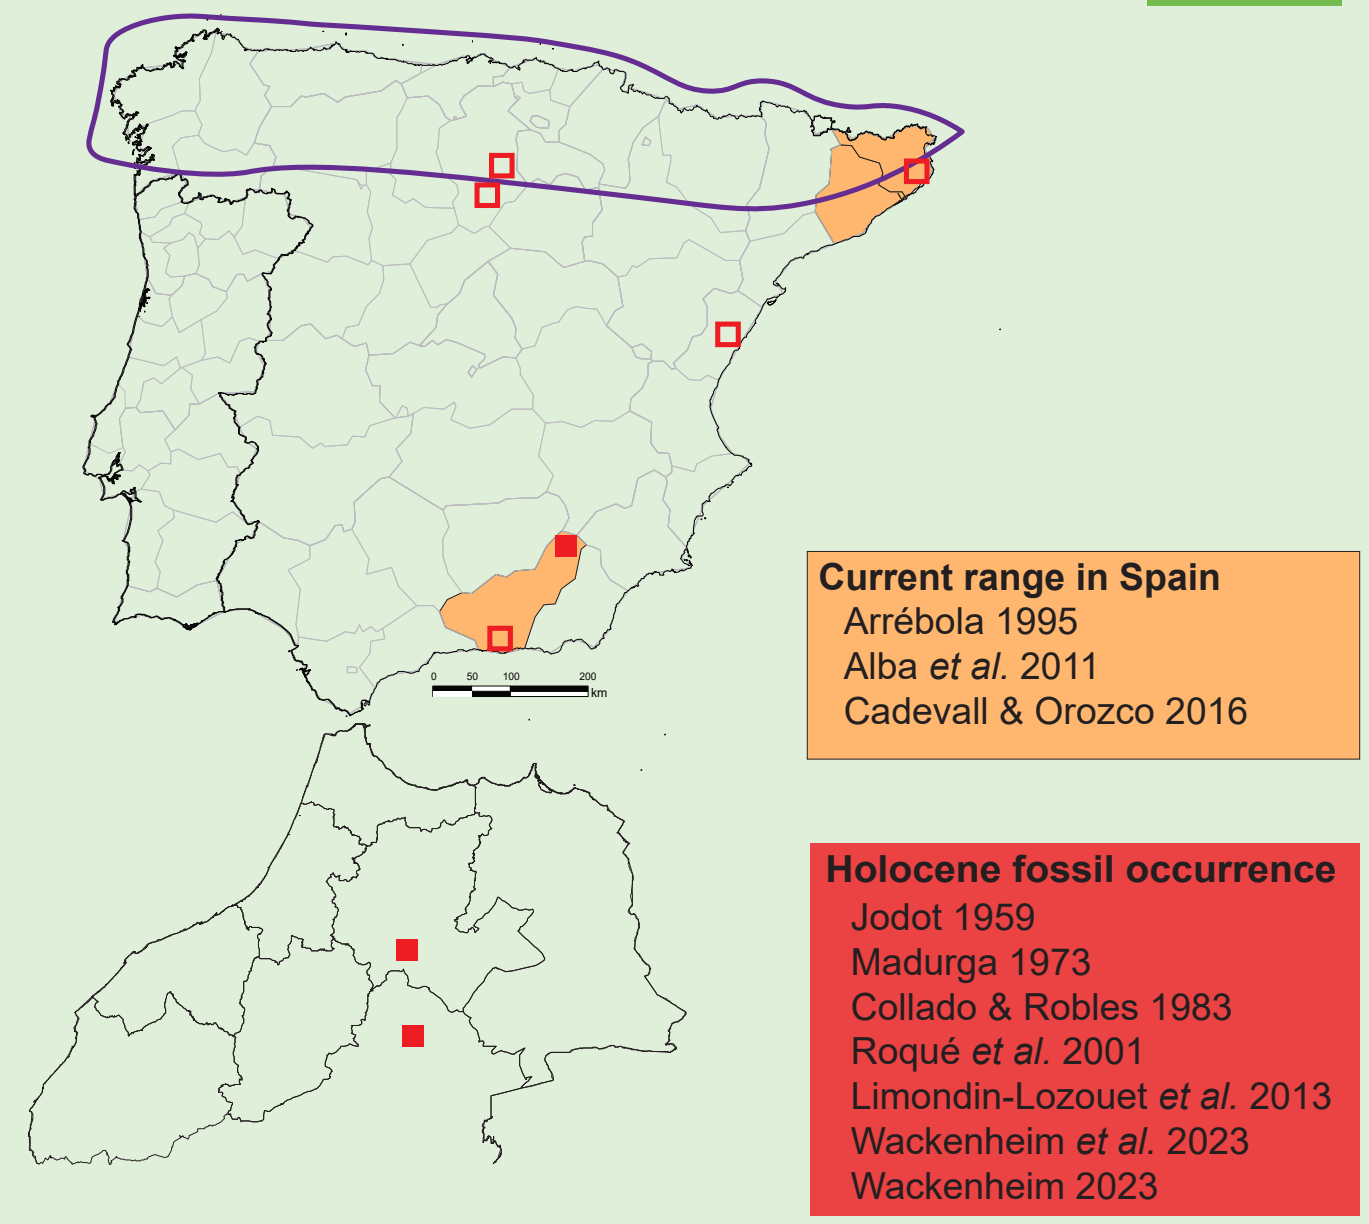 0 50 100 200
km
Current range in Spain
Arrébola 1995
Alba et al. 2011
Cadevall & Orozco 2016
Holocene fossil occurrence
Jodot 1959
Madurga 1973
Collado & Robles 1983
Roqué et al. 2001
Limondin-Lozouet et al. 2013
Wackenheim et al. 2023
Wackenheim 2023